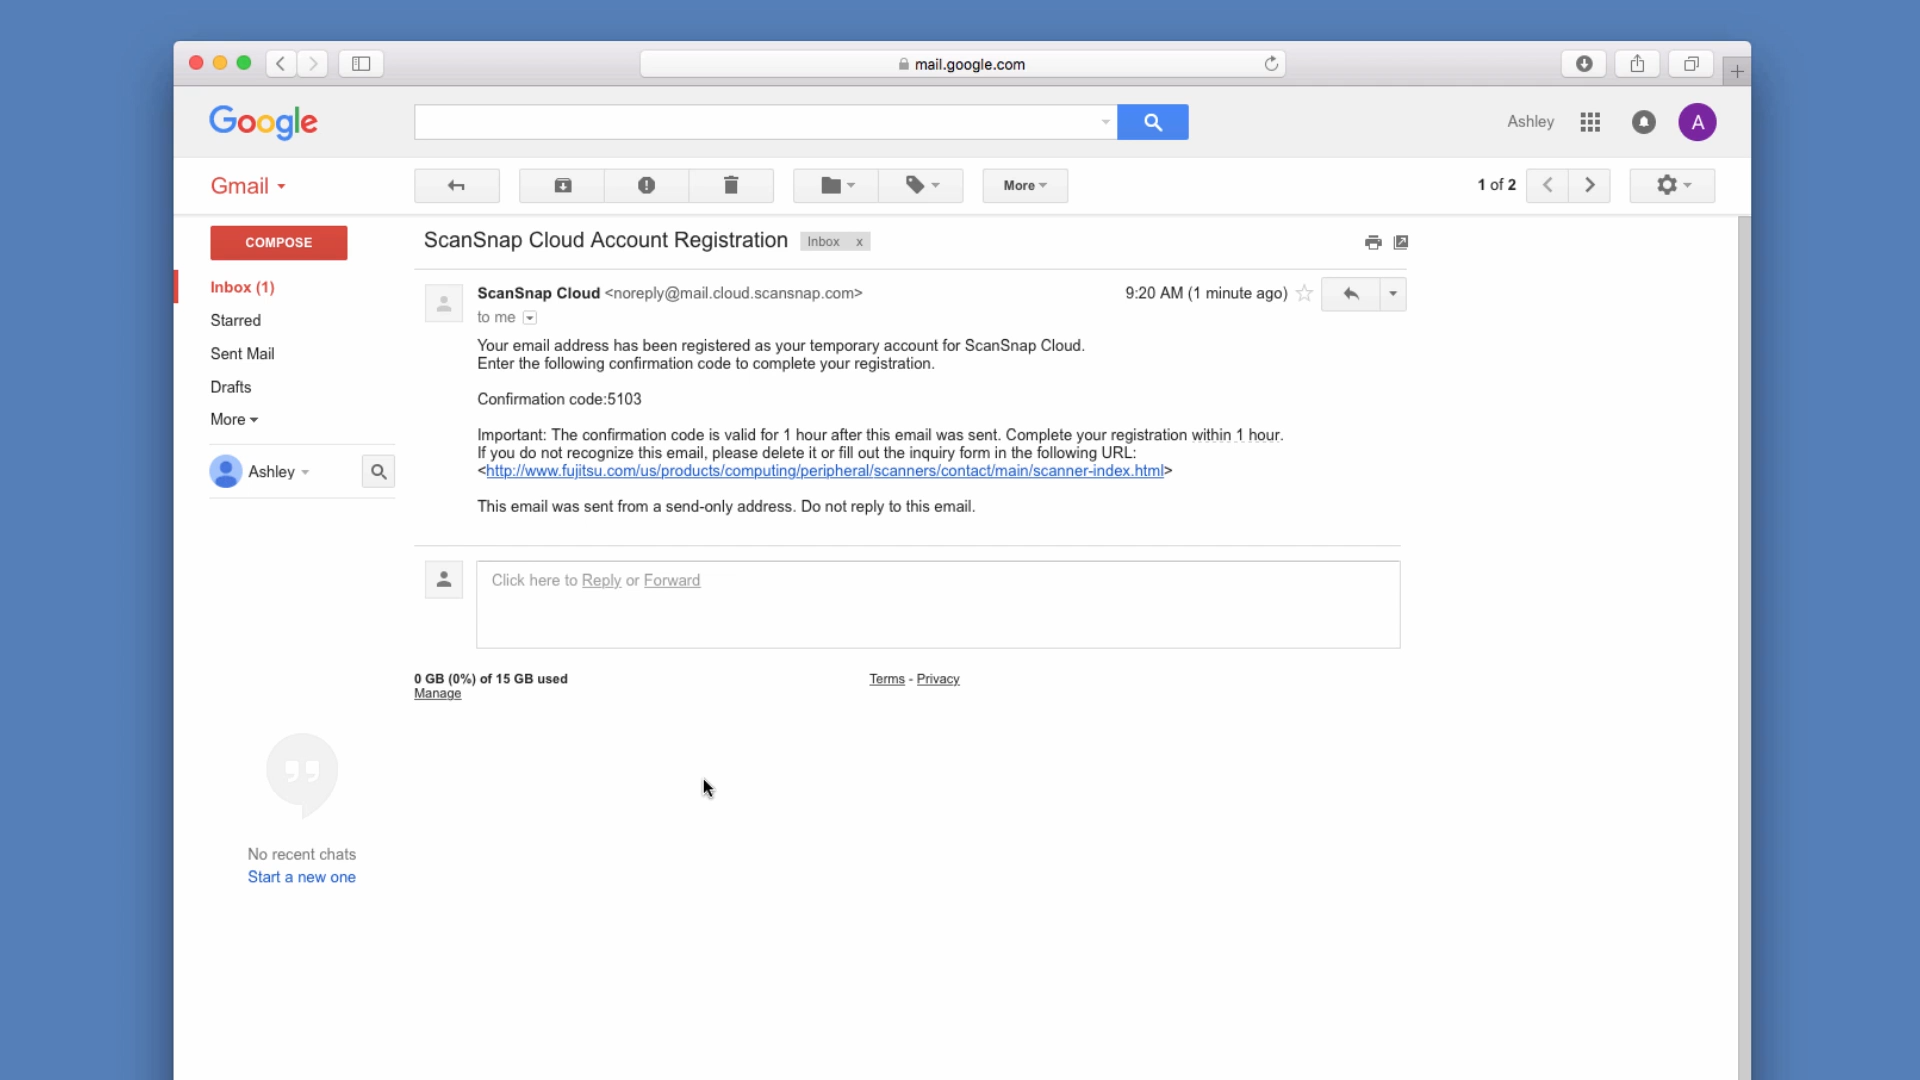 mail.google.com
Google
Ashley
A
Gmail
More
1 of 2
COMPOSE
ScanSnap Cloud Account Registration Inbox x
Inbox (1)
Starred
Sent Mail
Drafts
More
Ashley
ScanSnap Cloud <noreply@mail.cloud.scansnap.com>
9:20 AM (1 minute ago)
to me
Your email address has been registered as your temporary account for ScanSnap Cloud.
Enter the following confirmation code to complete your registration.
Confirmation code:5103
Important: The confirmation code is valid for 1 hour after this email was sent. Complete your registration within 1 hour.
If you do not recognize this email, please delete it or fill out the inquiry form in the following URL:
<http://www.fujitsu.com/us/products/computing/peripheral/scanners/contact/main/scanner-index.html>
This email was sent from a send-only address. Do not reply to this email.
Click here to Reply or Forward
0 GB (0%) of 15 GB used
Manage
Terms - Privacy
No recent chats
Start a new one